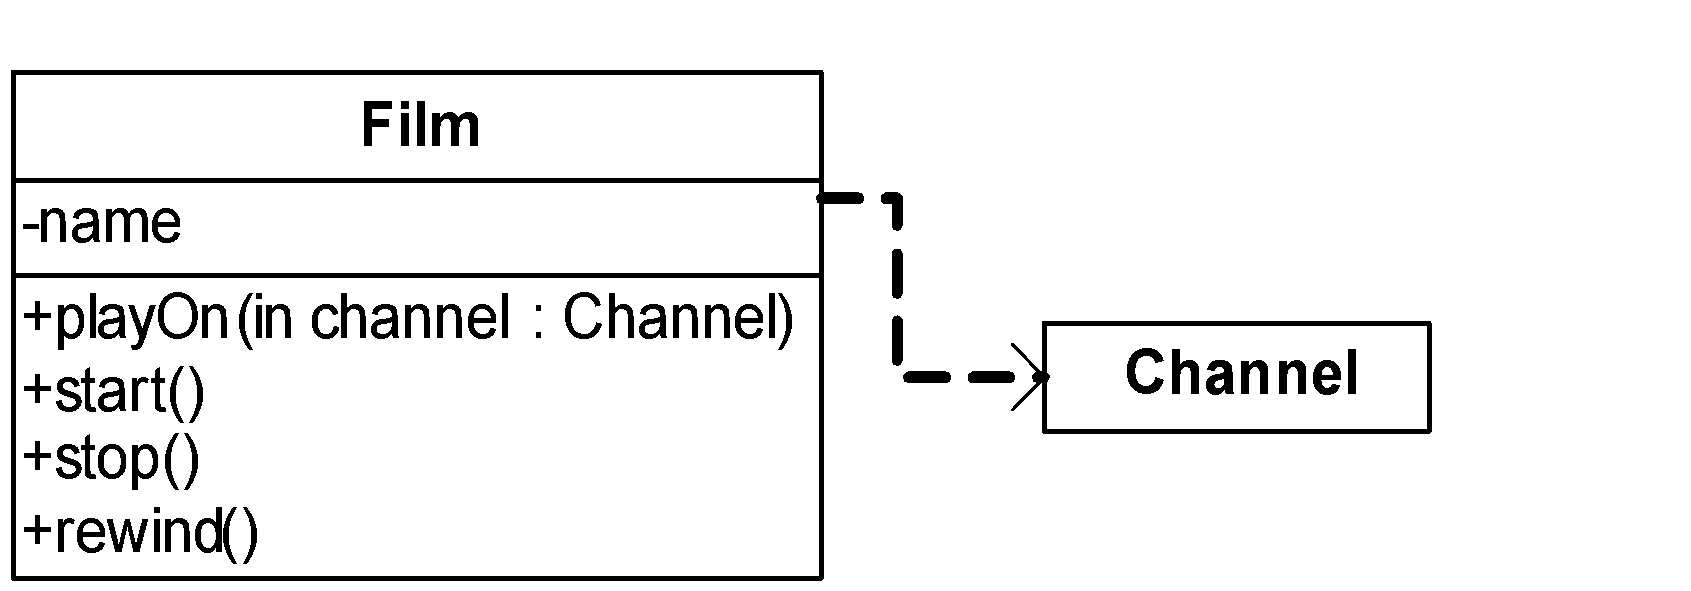 Film
-name
+playOn(in channel : Channel)
+start()
+stop()
+rewind()
Channel